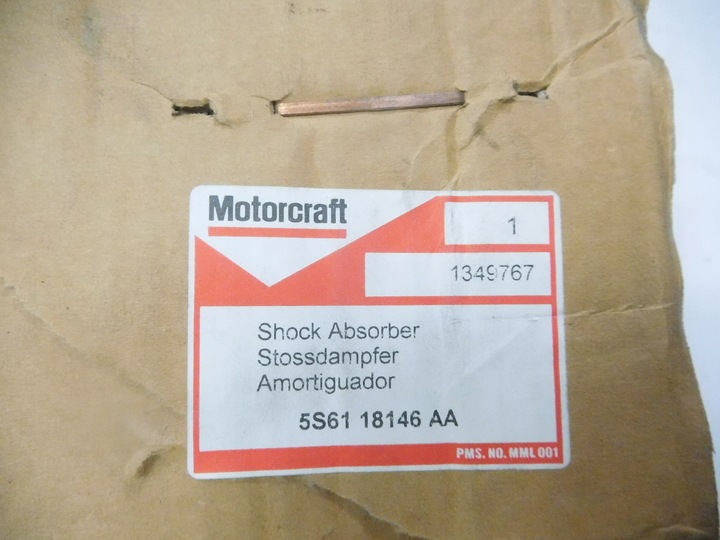 Motorcraft
1
1349767
Shock Absorber
Stossdampfer
Amortiguador
5S61 18146 AA
PMS. NO. MML 001